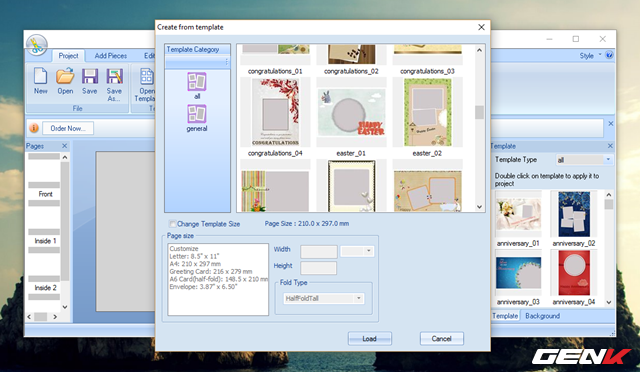 Create from template
Template Category
all
general
congratulations_01
congratulations_02
congratulations_03
congratulations_04
easter_01
easter_02
CONGRATULATIONS
HAPPY EASTER
Change Template Size
Page Size : 210.0 x 297.0 mm
Page size
Customize
Letter: 8.5" x 11"
A4: 210 x 297 mm
Greeting Card: 216 x 279 mm
A6 Card(half-fold): 148.5 x 210 mm
Envelope: 3.87" x 6.50"
Width
Height
Fold Type
HalfFoldTall
Load
Cancel
Project
Add Pieces
Edi
Style
New
Open
Save
Save
As...
Open
Templa
File
Order Now...
Pages
Front
Inside 1
Inside 2
Template
Template Type
all
Double click on template to apply it to
project
anniversary_01
anniversary_02
anniversary_03
anniversary_04
Template
Background
GENK